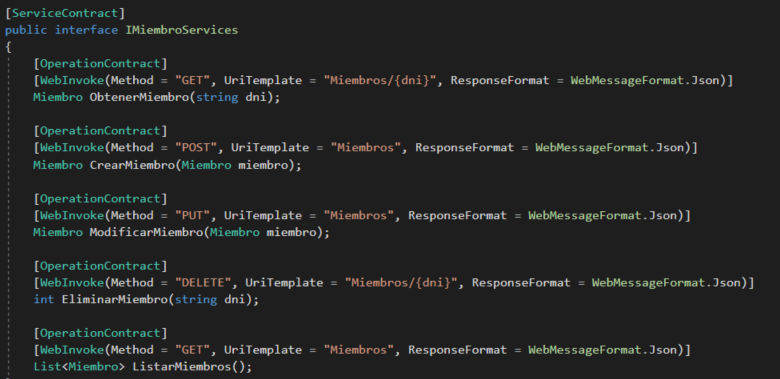 [ServiceContract]
public interface IMiembroServices
{
[OperationContract]
[WebInvoke(Method = "GET", UriTemplate = "Miembros/{dni}", ResponseFormat = WebMessageFormat.Json)]
Miembro ObtenerMiembro(string dni);
[OperationContract]
[WebInvoke(Method = "POST", UriTemplate = "Miembros", ResponseFormat = WebMessageFormat.Json)]
Miembro CrearMiembro(Miembro miembro);
[OperationContract]
[WebInvoke(Method = "PUT", UriTemplate = "Miembros", ResponseFormat = WebMessageFormat.Json)]
Miembro ModificarMiembro(Miembro miembro);
[OperationContract]
[WebInvoke(Method = "DELETE", UriTemplate = "Miembros/{dni}", ResponseFormat = WebMessageFormat.Json)]
int EliminarMiembro(string dni);
[OperationContract]
[WebInvoke(Method = "GET", UriTemplate = "Miembros", ResponseFormat = WebMessageFormat.Json)]
List<Miembro> ListarMiembros();